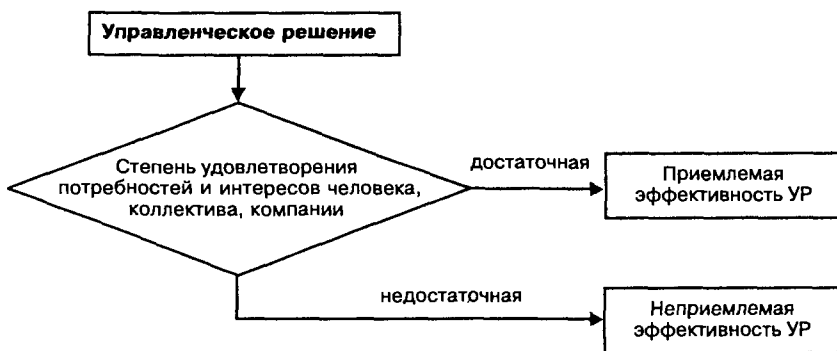 Управленческое решение
Степень удовлетворения
потребностей и интересов человека,
коллектива, компании
достаточная
Приемлемая
эффективность УР
недостаточная
Неприемлемая
эффективность УР